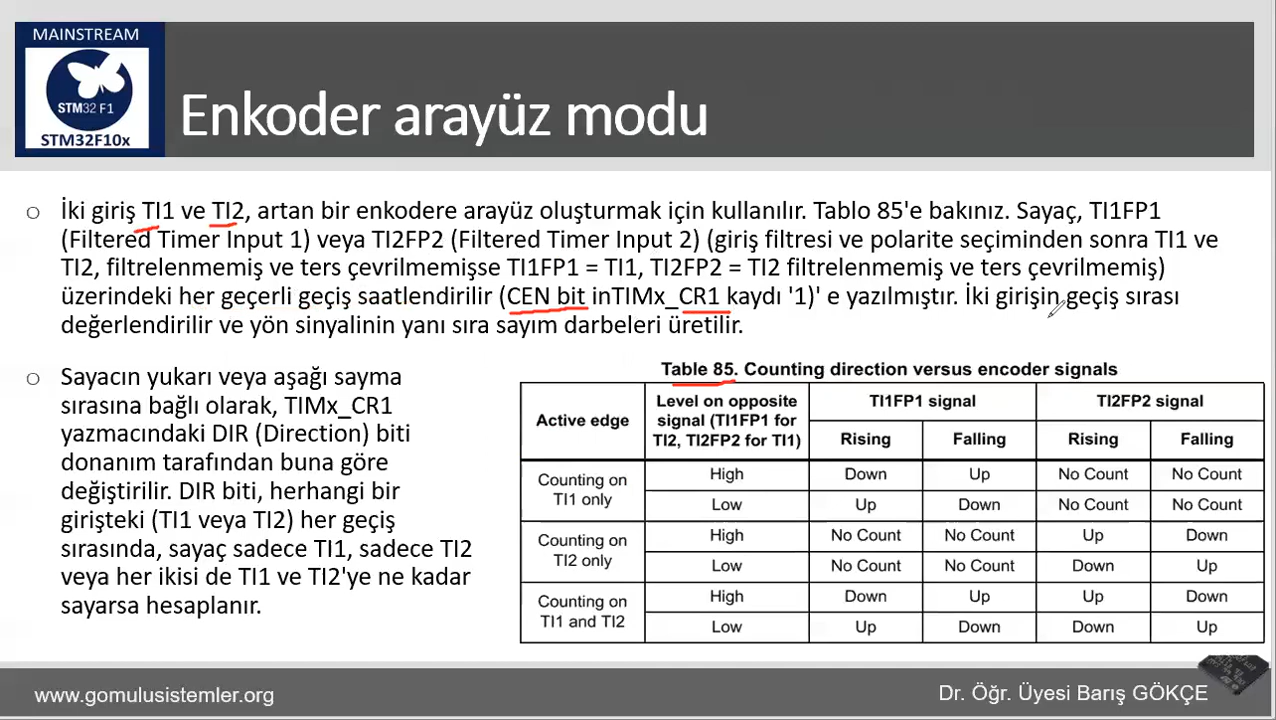 MAINSTREAM
STM32 F1
STM32F10x
Enkoder arayüz modu
o İki giriş TI1 ve TI2, artan bir enkodere arayüz oluşturmak için kullanılır. Tablo 85'e bakınız. Sayaç, TI1FP1
(Filtered Timer Input 1) veya TI2FP2 (Filtered Timer Input 2) (giriş filtresi ve polarite seçiminden sonra TI1 ve
TI2, filtrelenmemiş ve ters çevrilmemişse TI1FP1 = TI1, TI2FP2 = TI2 filtrelenmemiş ve ters çevrilmemiş)
üzerindeki her geçerli geçiş saatlendirilir (CEN bit inTIMx_CR1 kaydı '1)' e yazılmıştır. İki girişin geçiş sırası
değerlendirilir ve yön sinyalinin yanı sıra sayım darbeleri üretilir.
o Sayacın yukarı veya aşağı sayma
sırasına bağlı olarak, TIMx_CR1
yazmacındaki DIR (Direction) biti
donanım tarafından buna göre
değiştirilir. DIR biti, herhangi bir
girişteki (TI1 veya TI2) her geçiş
sırasında, sayaç sadece TI1, sadece TI2
veya her ikisi de TI1 ve TI2'ye ne kadar
sayarsa hesaplanır.
Table 85. Counting direction versus encoder signals
Active edge
Level on opposite
signal (TI1FP1 for
TI2, TI2FP2 for TI1)
TI1FP1 signal TI2FP2 signal
Rising Falling Rising Falling
Counting on
TI1 only
High Down Up No Count No Count
Low Up Down No Count No Count
Counting on
TI2 only
High No Count No Count Up Down
Low No Count No Count Down Up
Counting on
TI1 and TI2
High Down Up Up Down
Low Up Down Down Up
www.gomulusistemler.org
Dr. Öğr. Üyesi Barış GÖKÇE